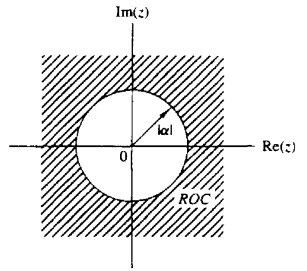 Im(z)
|α|
Re(z)
0
ROC